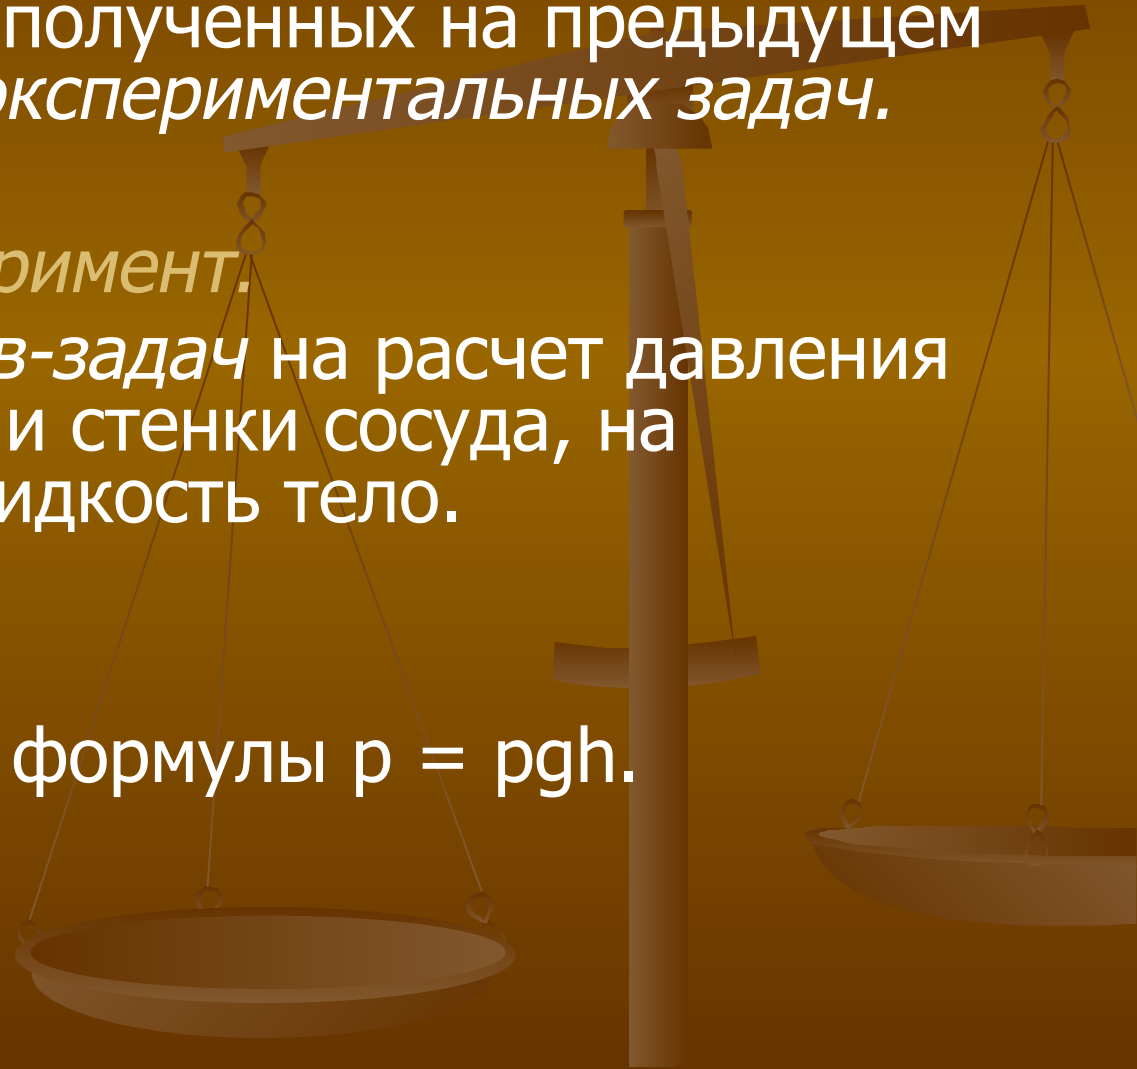 полученных на предыдущем
экспериментальных задач.
римент.
в-задач на расчет давления
и стенки сосуда, на
идкость тело.
формулы p = pgh.